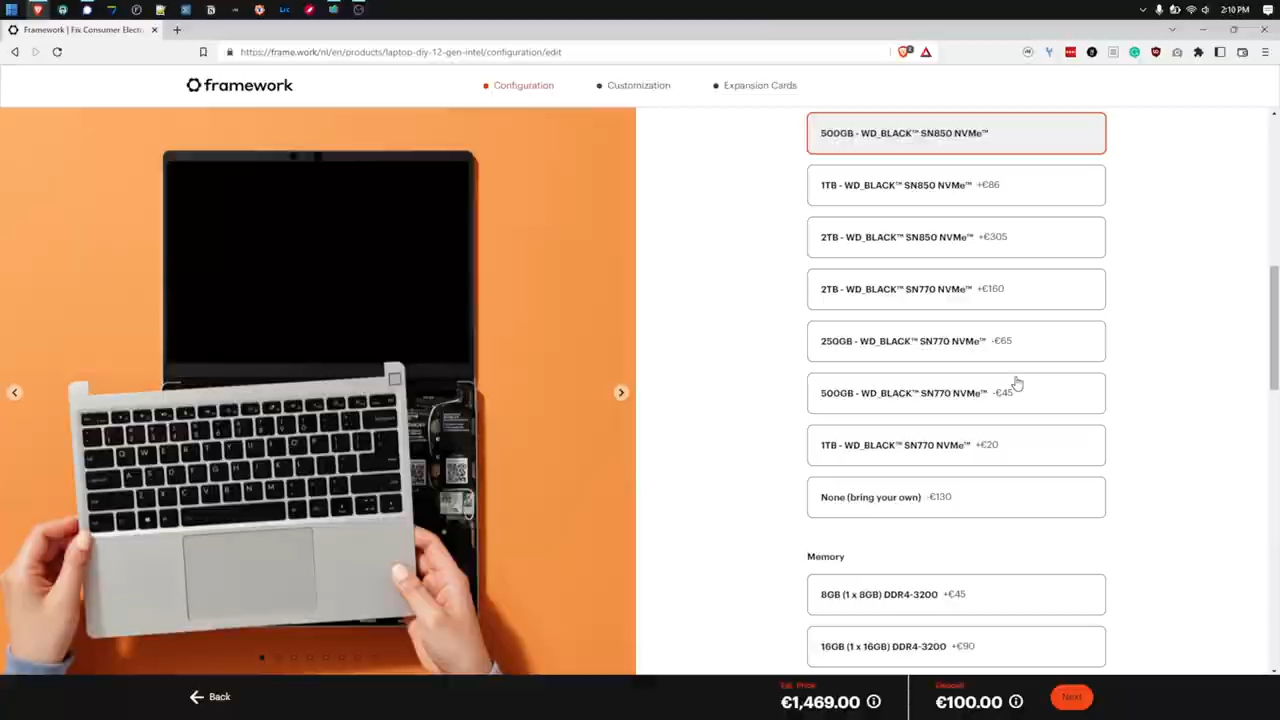 2:10 PM
Framework | Fix Consumer Electr
https://frame.work/nl/en/products/laptop-diy-12-gen-intel/configuration/edit
framework
Configuration
Customization
Expansion Cards
500GB - WD_BLACK™ SN850 NVMe™
1TB - WD_BLACK™ SN850 NVMe™ +€86
2TB - WD_BLACK™ SN850 NVMe™ +€305
2TB - WD_BLACK™ SN770 NVMe™ +€160
250GB - WD_BLACK™ SN770 NVMe™ -€65
500GB - WD_BLACK™ SN770 NVMe™ -€45
1TB - WD_BLACK™ SN770 NVMe™ +€20
None (bring your own) -€130
Memory
8GB (1 x 8GB) DDR4-3200 +€45
16GB (1 x 16GB) DDR4-3200 +€90
Back
Est. Price
€1,469.00
Deposit
€100.00
Next